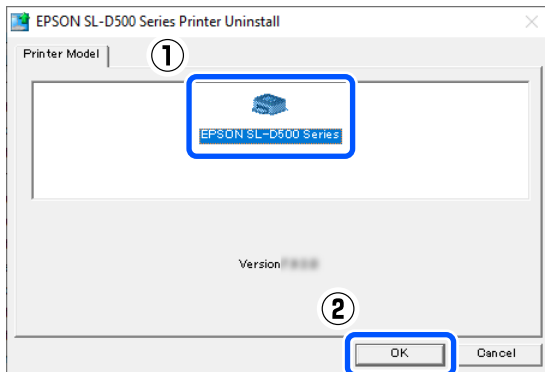 EPSON SL-D500 Series Printer Uninstall
Printer Model
①
EPSON SL-D500 Series
Version
②
OK
Cancel